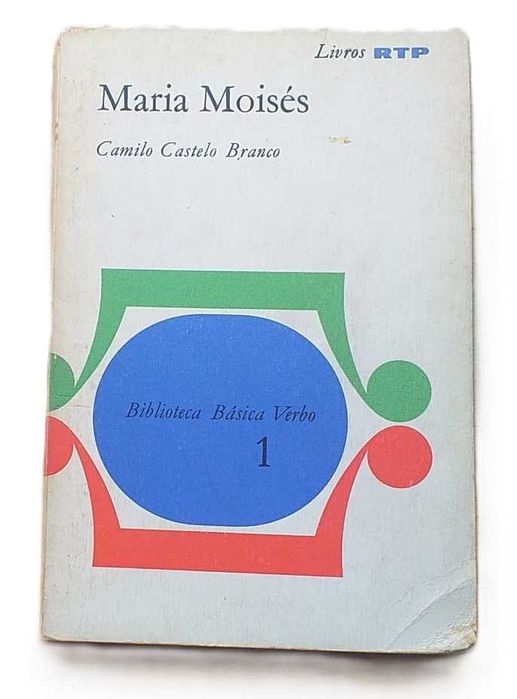 Livros RTP
Maria Moisés
Camilo Castelo Branco
Biblioteca Básica Verbo
1